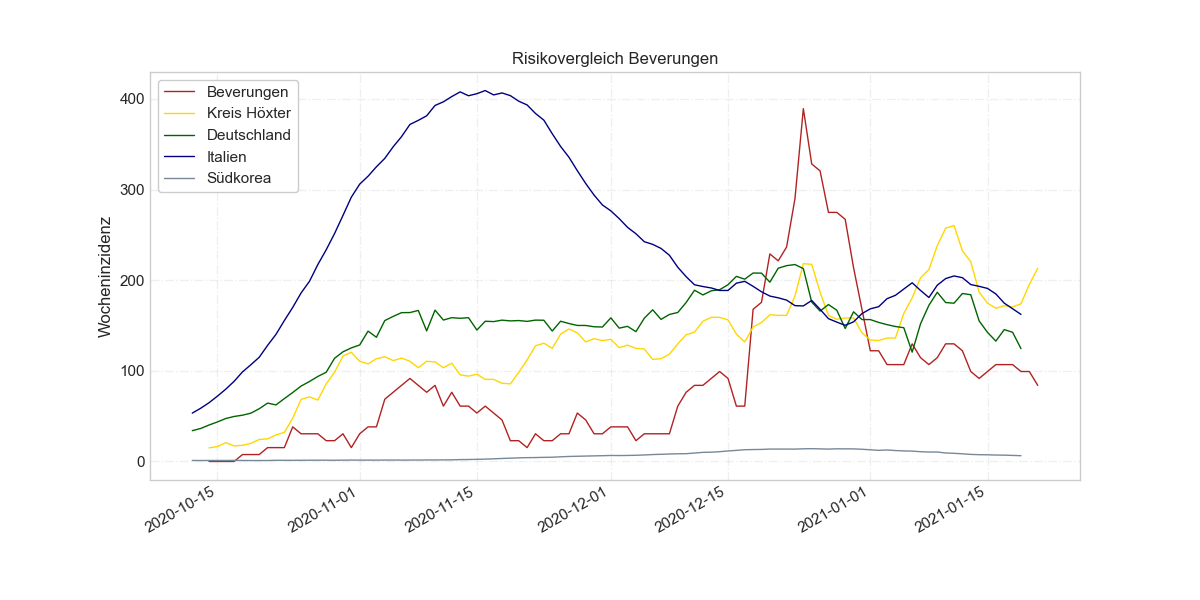 Risikovergleich Beverungen
Beverungen
Kreis Höxter
Deutschland
Italien
Südkorea
Wocheninzidenz
400
300
200
100
0
2020-10-15
2020-11-01
2020-11-15
2020-12-01
2020-12-15
2021-01-01
2021-01-15